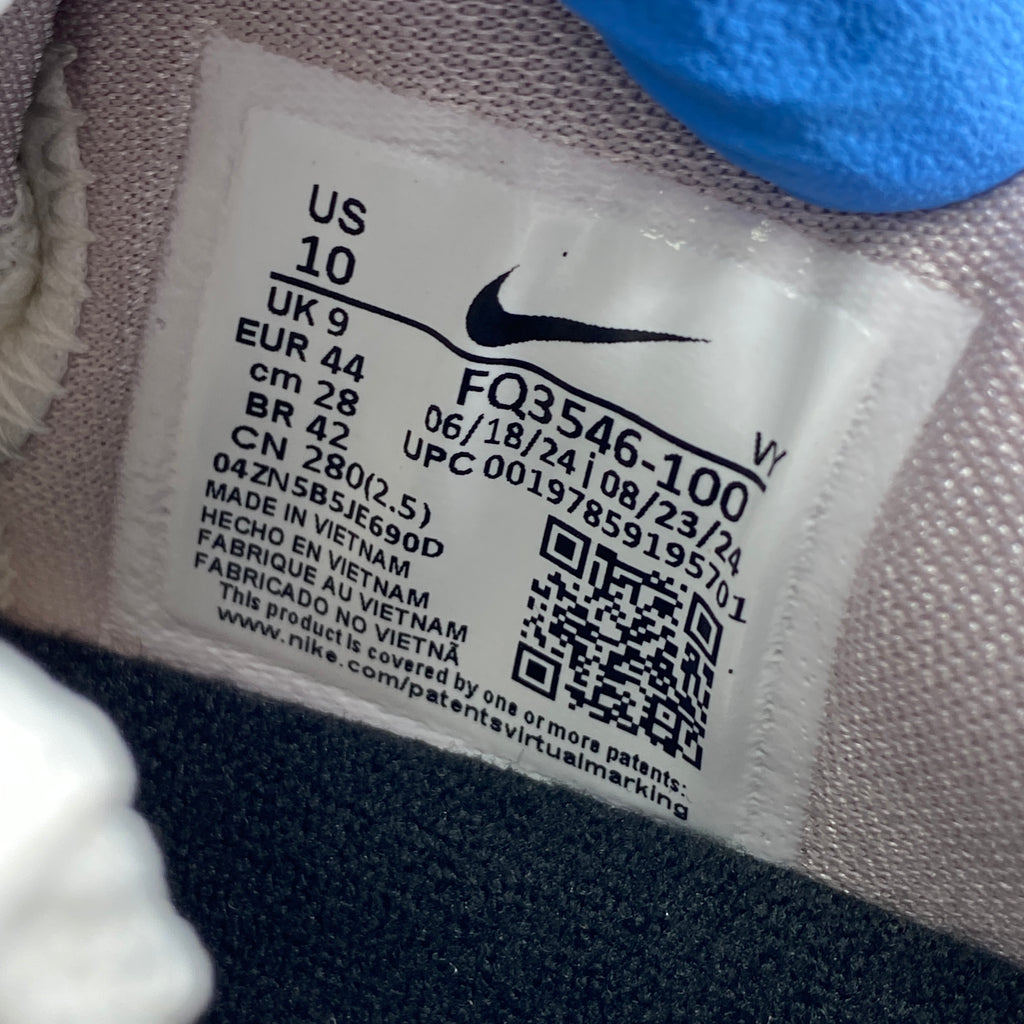 US
10
UK 9
EUR 44
cm 28
BR 42
CN 280(2.5)
04ZN5B5JE690D
MADE IN VIETNAM
HECHO EN VIETNAM
FABRIQUE AU VIETNAM
FABRICADO NO VIETNÃ
This product is covered by one or more patents:
www.nike.com/patentsvirtualmarking
VY
FQ3546-100
06/18/24 | 08/23/24
UPC 00197859195701